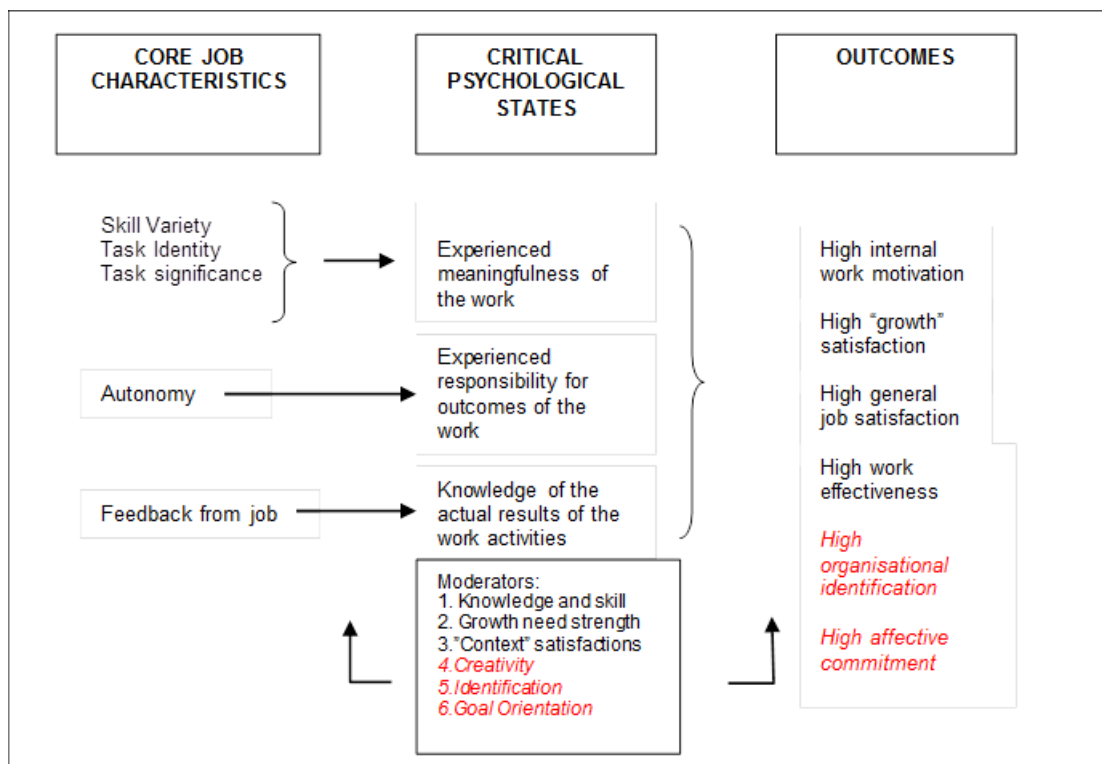 CORE JOB
CHARACTERISTICS
CRITICAL
PSYCHOLOGICAL
STATES
OUTCOMES
Skill Variety
Task Identity
Task significance
Experienced
meaningfulness of
the work
Autonomy
Experienced
responsibility for
outcomes of the
work
Feedback from job
Knowledge of the
actual results of the
work activities
High internal
work motivation
High “growth”
satisfaction
High general
job satisfaction
High work
effectiveness
High
organisational
identification
High affective
commitment
Moderators:
1. Knowledge and skill
2. Growth need strength
3.”Context” satisfactions
4.Creativity
5.Identification
6.Goal Orientation